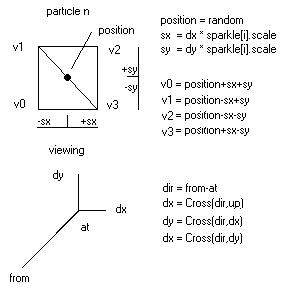 particle n
position
v1
v2
+sy
-sy
v0
v3
-sx
+sx
position = random
sx = dx * sparkle[i].scale
sy = dy * sparkle[i].scale
v0 = position+sx+sy
v1 = position-sx+sy
v2 = position-sx-sy
v3 = position+sx-sy
viewing
dy
dx
at
from
dir = from-at
dx = Cross(dir,up)
dy = Cross(dir,dx)
dx = Cross(dir,dy)